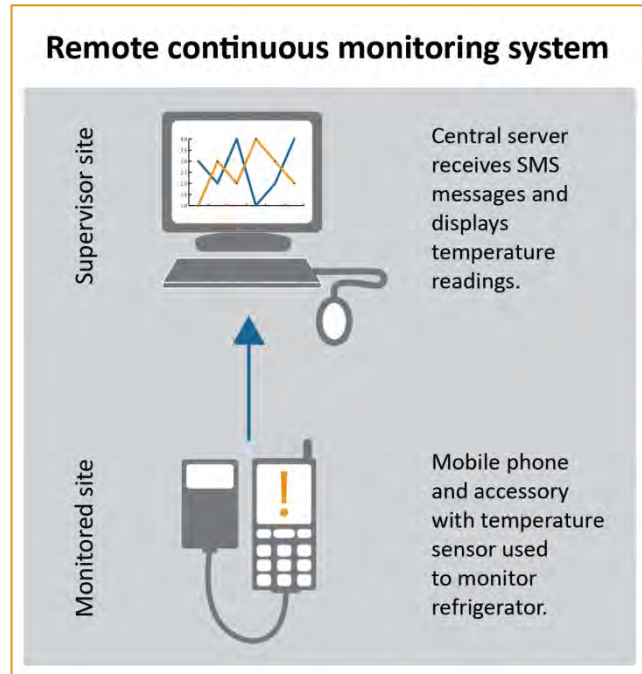 Remote continuous monitoring system
Supervisor site
Central server
receives SMS
messages and
displays
temperature
readings.
Monitored site
!
Mobile phone
and accessory
with temperature
sensor used
to monitor
refrigerator.